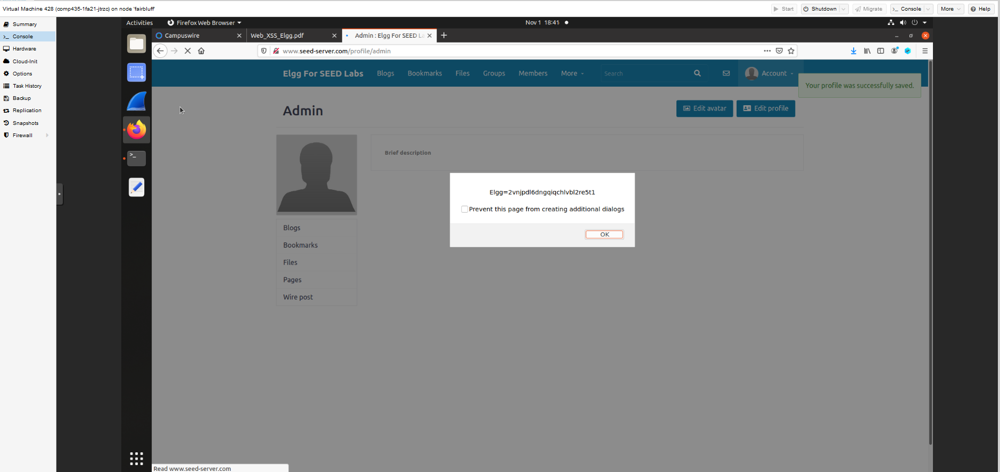 Virtual Machine 428 (comp435-1fa21-jtrzc) on node 'fairbluff'
Start
Shutdown
Migrate
Console
More
Help
Summary
Console
Hardware
Cloud-Init
Options
Task History
Backup
Replication
Snapshots
Firewall
Activities
Firefox Web Browser
Nov 1 18:41
Campuswire
Web_XSS_Elgg.pdf
Admin : Elgg For SEED La
www.seed-server.com/profile/admin
Elgg For SEED Labs
Blogs
Bookmarks
Files
Groups
Members
More
Search
Account
Your profile was successfully saved.
Admin
Edit avatar
Edit profile
Brief description
Elgg=2vnjpdl6dngqiqchlvbl2re5t1
Prevent this page from creating additional dialogs
OK
Blogs
Bookmarks
Files
Pages
Wire post
Read www.seed-server.com